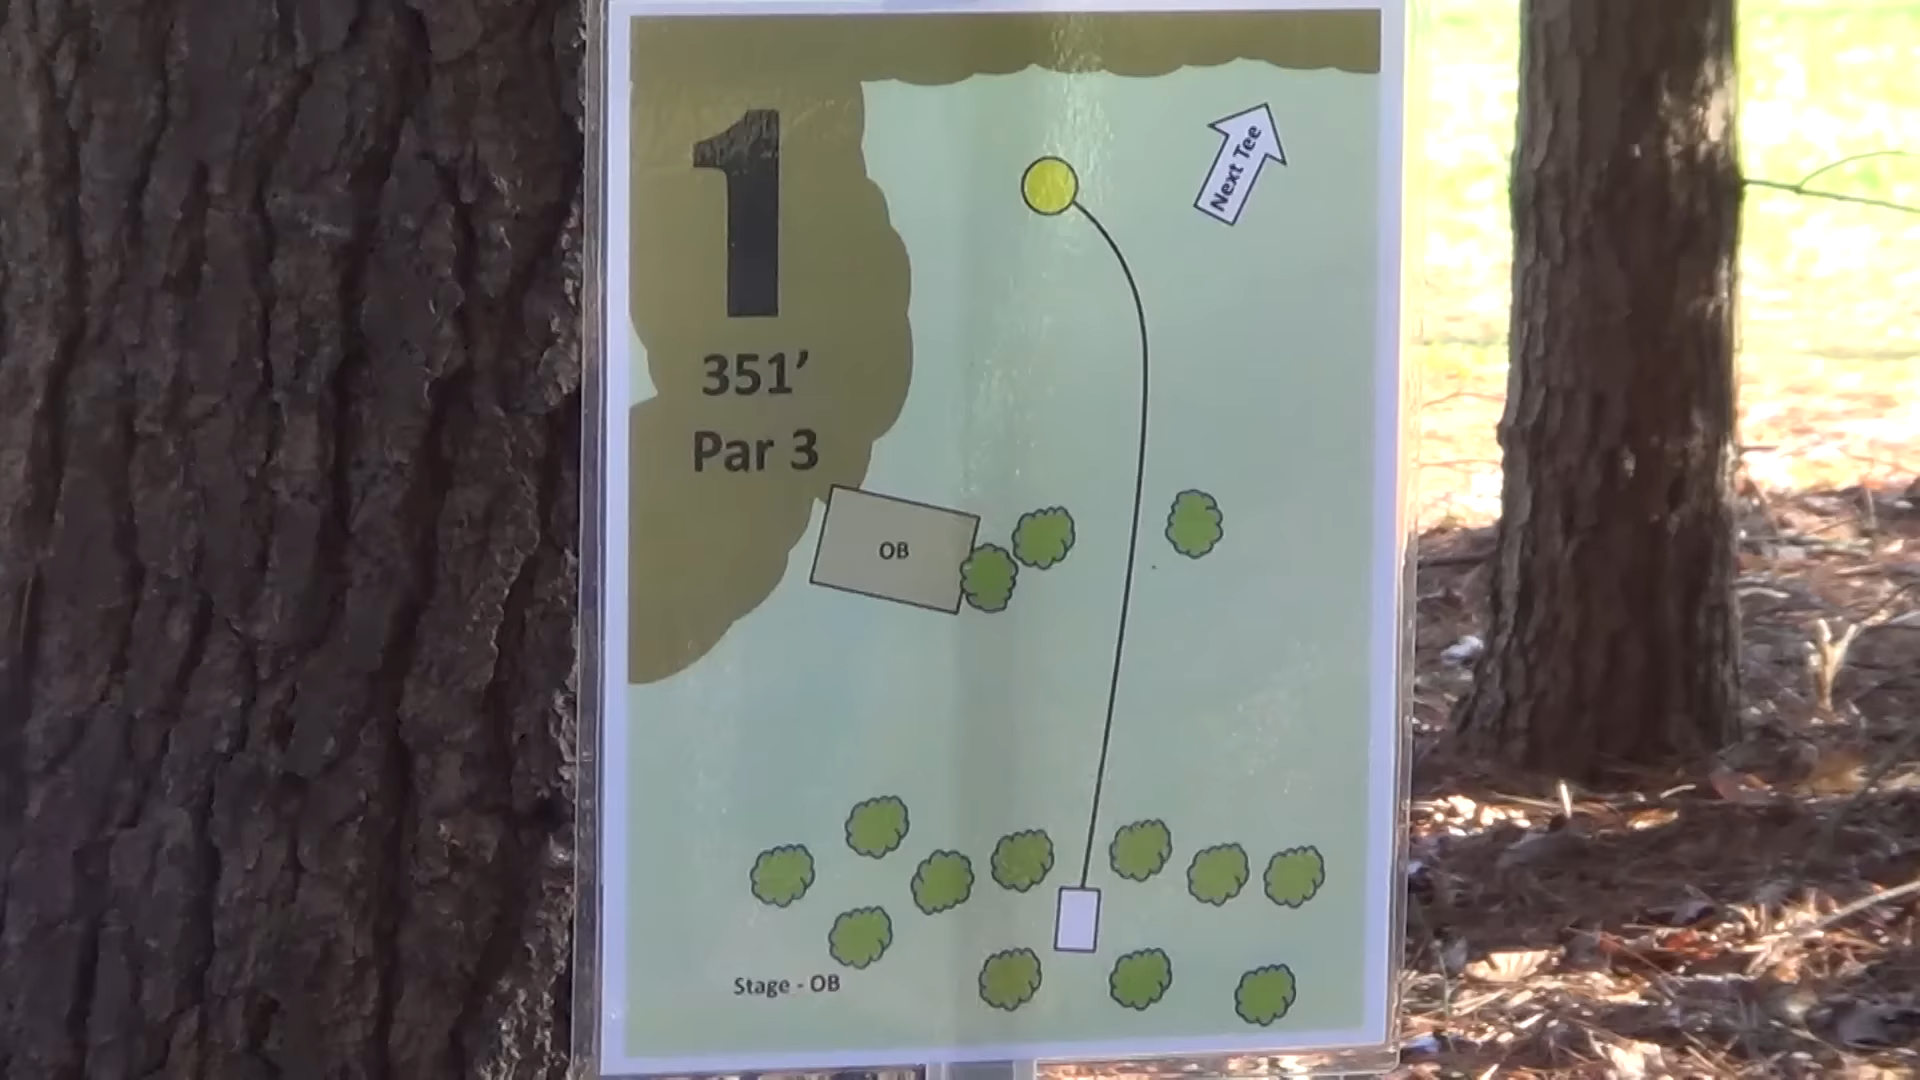 1
351’
Par 3
Next Tee
OB
Stage - OB